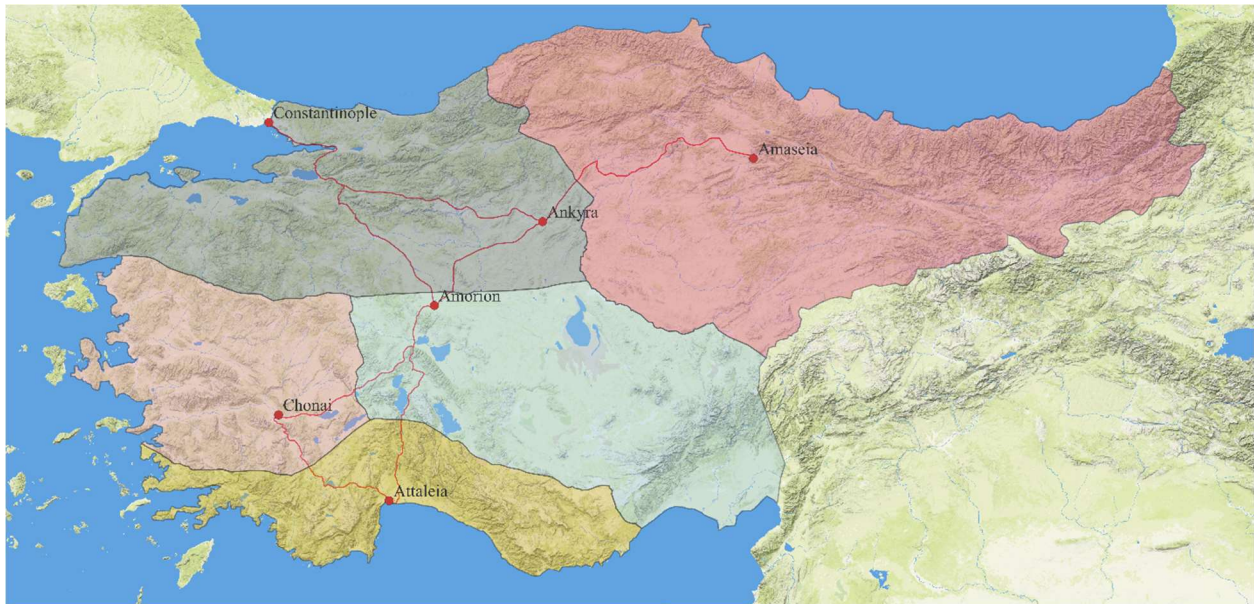 Constantinople
Amaseia
Ankyra
Amorion
Chonai
Attaleia